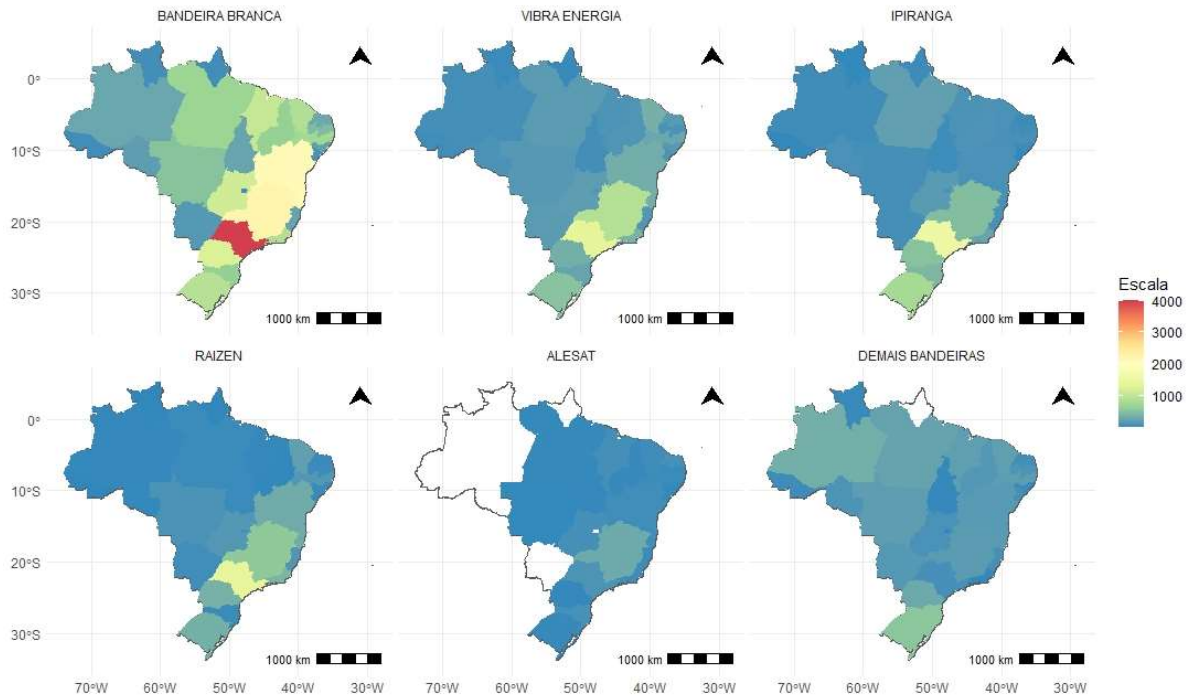 BANDEIRA BRANCA
VIBRA ENERGIA
IPIRANGA
0°
10°S
20°S
30°S
1000 km
1000 km
1000 km
Escala
4000
3000
2000
1000
RAIZEN
ALESAT
DEMAIS BANDEIRAS
0°
10°S
20°S
30°S
1000 km
1000 km
1000 km
70°W 60°W 50°W 40°W 30°W
70°W 60°W 50°W 40°W 30°W
70°W 60°W 50°W 40°W 30°W